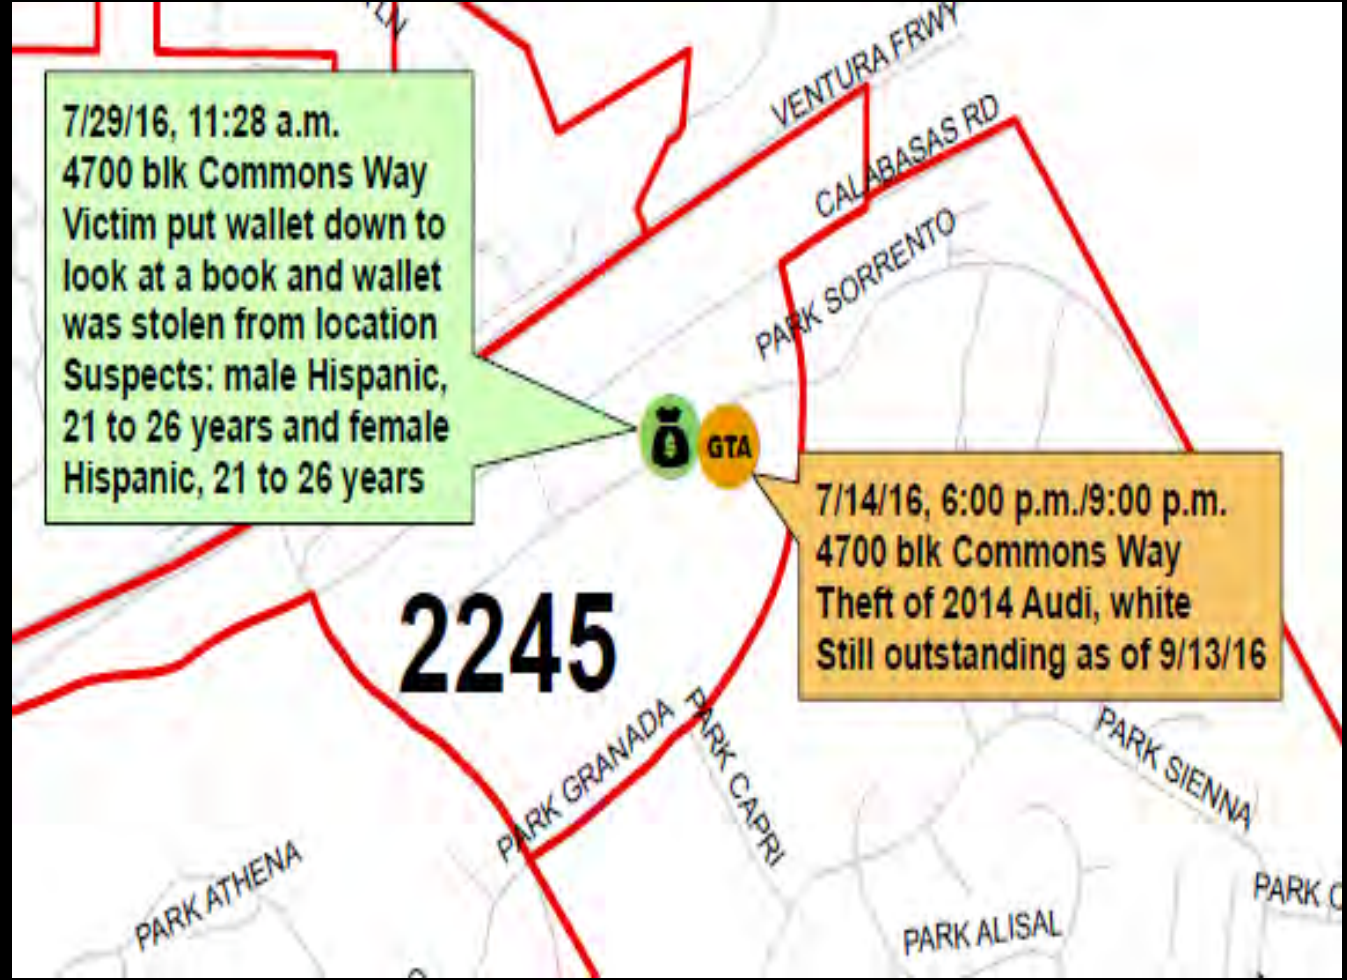 VENTURA FRWY
7/29/16, 11:28 a.m.
4700 blk Commons Way
Victim put wallet down to
look at a book and wallet
was stolen from location
Suspects: male Hispanic,
21 to 26 years and female
Hispanic, 21 to 26 years
CALABASAS RD
PARK SORRENTO
GTA
7/14/16, 6:00 p.m./9:00 p.m.
4700 blk Commons Way
Theft of 2014 Audi, white
Still outstanding as of 9/13/16
2245
PARK GRANADA
PARK CAPRI
PARK SIENNA
PARK ATHENA
PARK ALISAL
PARK